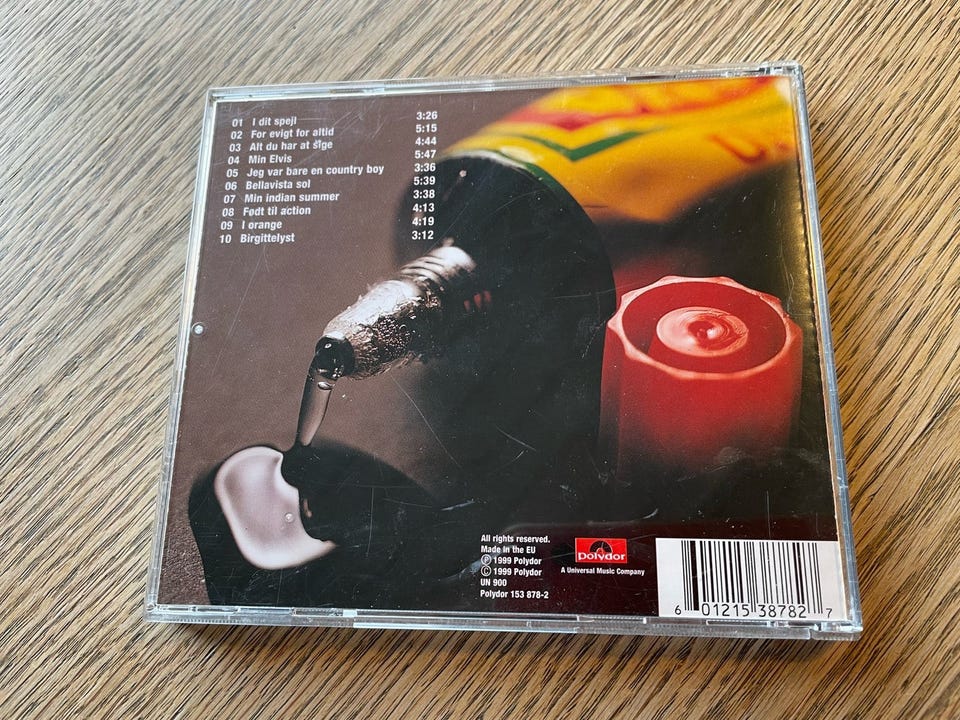 01 I dit spejl 3:26
02 For evigt for altid 5:15
03 Alt du har at sige 4:44
04 Min Elvis 5:47
05 Jeg var bare en country boy 3:36
06 Bellavista sol 5:39
07 Min indian summer 3:38
08 Født til action 4:13
09 I orange 4:19
10 Birgittelyst 3:12
All rights reserved.
Made in the EU
Ⓟ 1999 Polydor
© 1999 Polydor
UN 900
Polydor 153 878-2
Polydor
A Universal Music Company
6 01215 38782 7